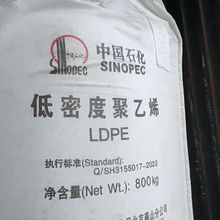 中国石化
SINOPEC
Sinopec
低密度聚乙烯
LDPE
执行标准(Standard):
Q/SH3155017-2022
净含量(Net Wt.): 800kg